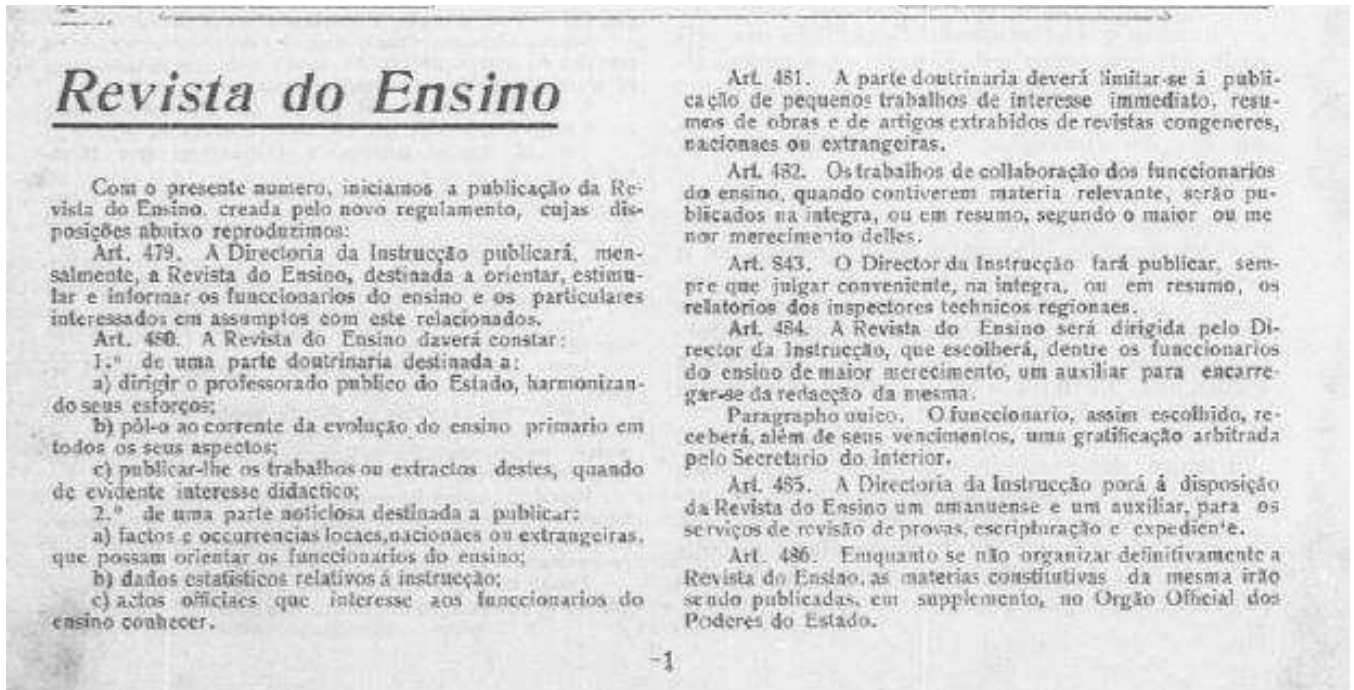 Revista do Ensino
Com o presente numero, iniciamos a publicação da Re-
vista do Ensino, creada pelo novo regulamento, cujas dis-
posições abaixo reproduzimos:
Art. 479. A Directoria da Instrucção publicará, men-
salmente, a Revista do Ensino, destinada a orientar, estimu-
lar e informar os funccionarios do ensino e os particulares
interessados em assumptos com este relacionados.
Art. 480. A Revista do Ensino daverá constar:
1.º de uma parte doutrinaria destinada a:
a) dirigir o professorado publico do Estado, harmonizan-
do seus esforços;
b) pôl-o ao corrente da evolução do ensino primario em
todos os seus aspectos;
c) publicar-lhe os trabalhos ou extractos destes, quando
de evidente interesse didactico;
2.º de uma parte noticiosa destinada a publicar:
a) factos e occurrencias locaes, nacionaes ou extrangeiras,
que possam orientar os funccionarios do ensino;
b) dados estatisticos relativos á instrucção;
c) actos officiaes que interesse aos funccionarios do
ensino conhecer.
Art. 481. A parte doutrinaria deverá limitar-se á publi-
cação de pequenos trabalhos de interesse immediato, resu-
mos de obras e de artigos extrahidos de revistas congeneres,
nacionaes ou extrangeiras.
Art. 482. Os trabalhos de collaboração dos funccionarios
do ensino, quando contiverem materia relevante, serão pu-
blicados na integra, ou em resumo, segundo o maior ou me
nor merecimento delles.
Art. 843. O Director da Instrucção fará publicar, sem-
pre que julgar conveniente, na integra, ou em resumo, os
relatórios dos inspectores technicos regionaes.
Art. 484. A Revista do Ensino será dirigida pelo Di-
rector da Instrucção, que escolherá, dentre os funccionarios
do ensino de maior merecimento, um auxiliar para encarre-
gar-se da redacção da mesma.
Paragrapho unico. O funccionario, assim escolhido, re-
ceberá, além de seus vencimentos, uma gratificação arbitrada
pelo Secretario do Interior.
Art. 485. A Directoria da Instrucção porá á disposição
da Revista do Ensino um amanuense e um auxiliar, para os
serviços de revisão de provas, escripturação e expediente.
Art. 486. Emquanto se não organizar definitivamente a
Revista do Ensino, as materias constitutivas da mesma irão
sendo publicadas, em supplemento, no Orgão Official dos
Poderes do Estado.
-1